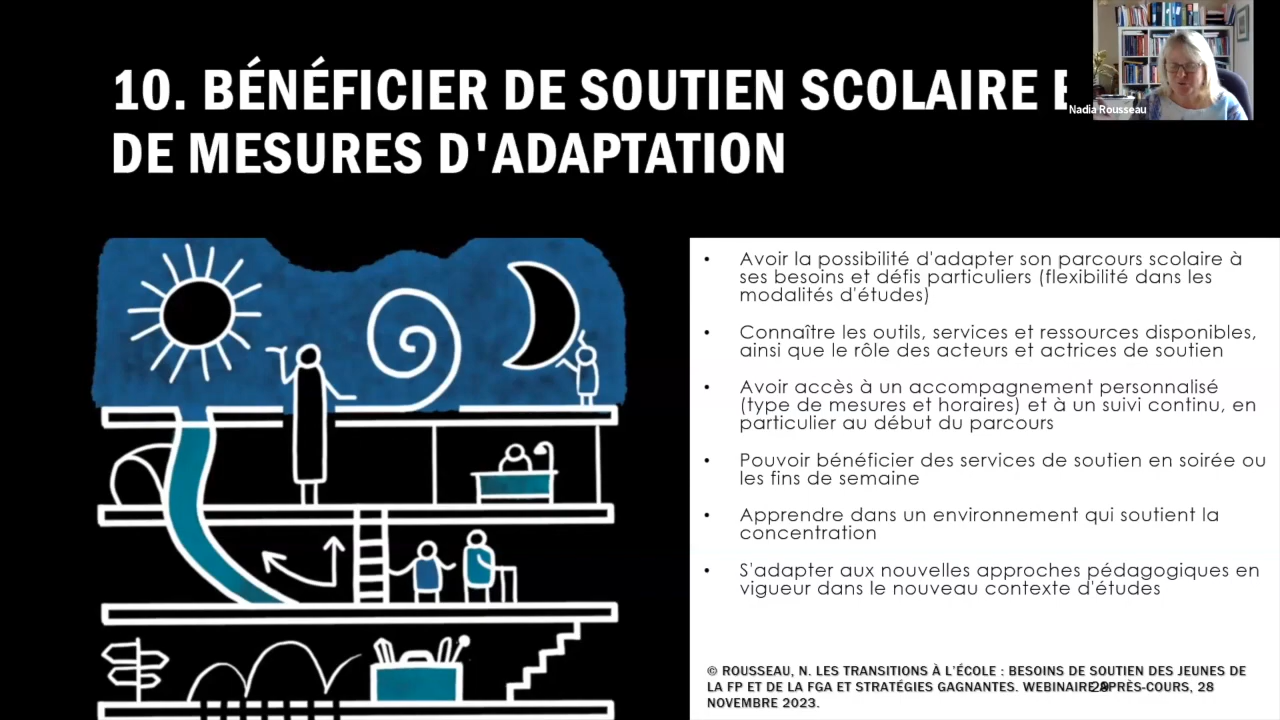 10. BÉNÉFICIER DE SOUTIEN SCOLAIRE
DE MESURES D'ADAPTATION
Nadia Rousseau
• Avoir la possibilité d'adapter son parcours scolaire à
ses besoins et défis particuliers (flexibilité dans les
modalités d'études)
• Connaître les outils, services et ressources disponibles,
ainsi que le rôle des acteurs et actrices de soutien
• Avoir accès à un accompagnement personnalisé
(type de mesures et horaires) et à un suivi continu, en
particulier au début du parcours
• Pouvoir bénéficier des services de soutien en soirée ou
les fins de semaine
• Apprendre dans un environnement qui soutient la
concentration
• S'adapter aux nouvelles approches pédagogiques en
vigueur dans le nouveau contexte d'études
© ROUSSEAU, N. LES TRANSITIONS À L'ÉCOLE : BESOINS DE SOUTIEN DES JEUNES DE
LA FP ET DE LA FGA ET STRATÉGIES GAGNANTES. WEBINAIRE APRÈS-COURS, 28
NOVEMBRE 2023.